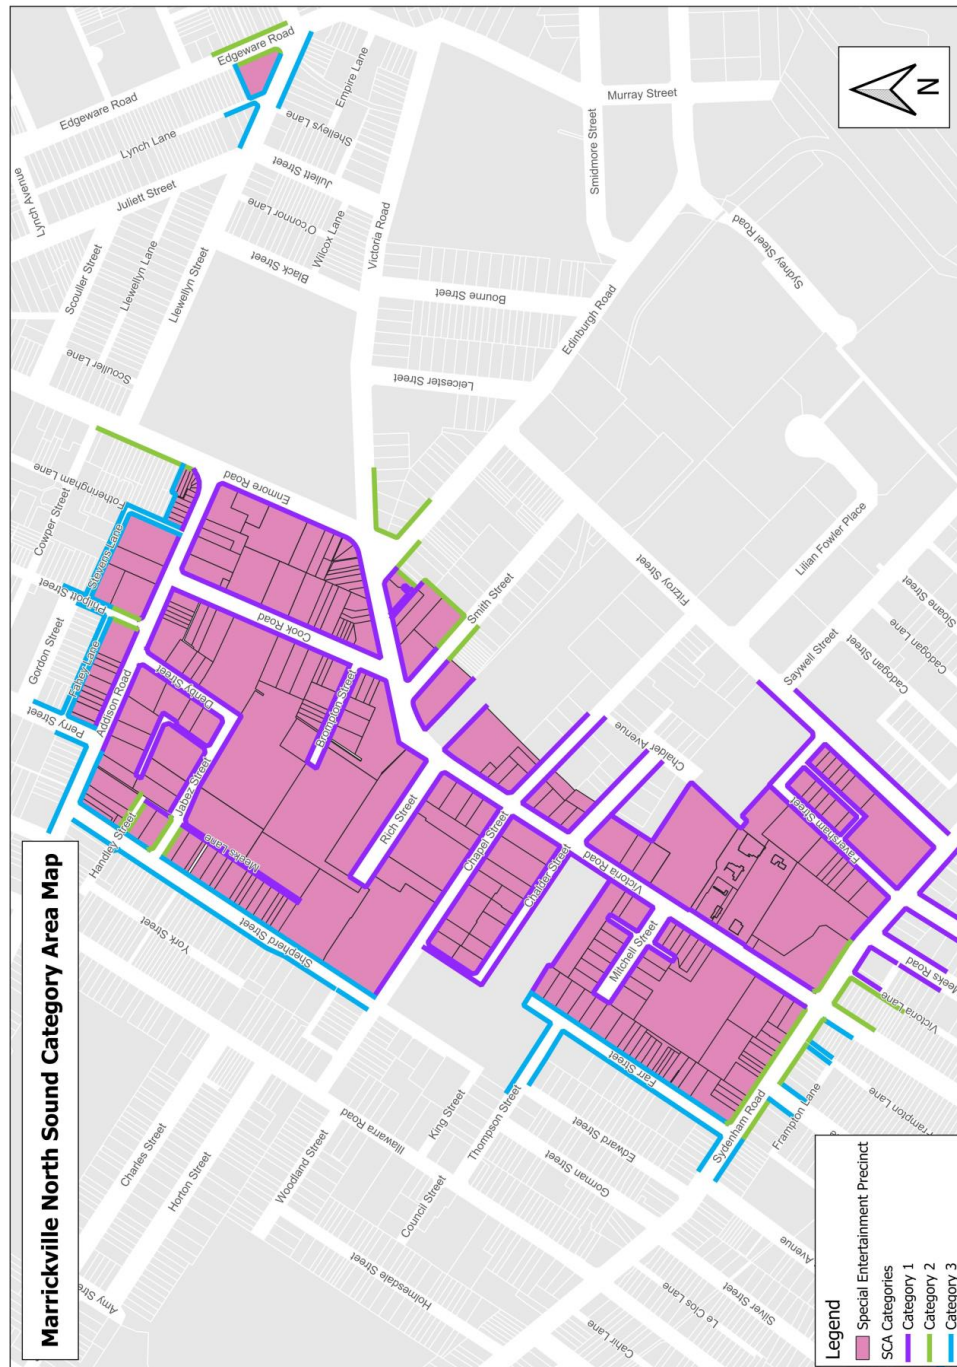 Marrickville North Sound Category Area Map
N
Edgeware Road
Edgeware Road
Lynch Lane
Lynch Avenue
Juliett Street
Empire Lane
Shelleys Lane
Juliett Street
O'connor Lane
Wilcox Lane
Black Street
Victoria Road
Murray Street
Smidmore Street
Sydney Steel Road
Scouller Street
Llewellyn Lane
Llewellyn Street
Scouller Lane
Bourne Street
Edinburgh Road
Leicester Street
Fotheringham Lane
Cowper Street
Stevens Lane
Philpott Street
Gordon Street
Fahey Lane
Perry Street
Addison Road
Enmore Road
Cook Road
Denby Street
Brompton Street
Jabez Street
Handley Street
Meeks Lane
Rich Street
Shepherd Street
York Street
Smith Street
Fitzroy Street
Lilian Fowler Place
Sloane Street
Cadogan Lane
Cadogan Street
Saywell Street
Chalder Avenue
Chapel Street
Chalder Street
Victoria Road
Faversham Street
Mitchell Street
Farr Street
Meeks Road
Victoria Lane
Frampton Lane
Frampton Lane
Sydenham Road
Thompson Street
King Street
Illawarra Road
Woodland Street
Charles Street
Horton Street
Council Street
Edward Street
Gorman Street
Holmesdale Street
Amy Stre
Cahir Lane
Le Clos Lane
Silver Street
Avenue
Legend
Special Entertainment Precinct
SCA Categories
Category 1
Category 2
Category 3